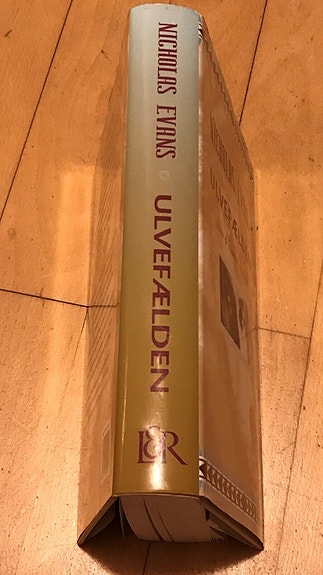 NICHOLAS EVANS • ULVEFÆLDEN
L&R